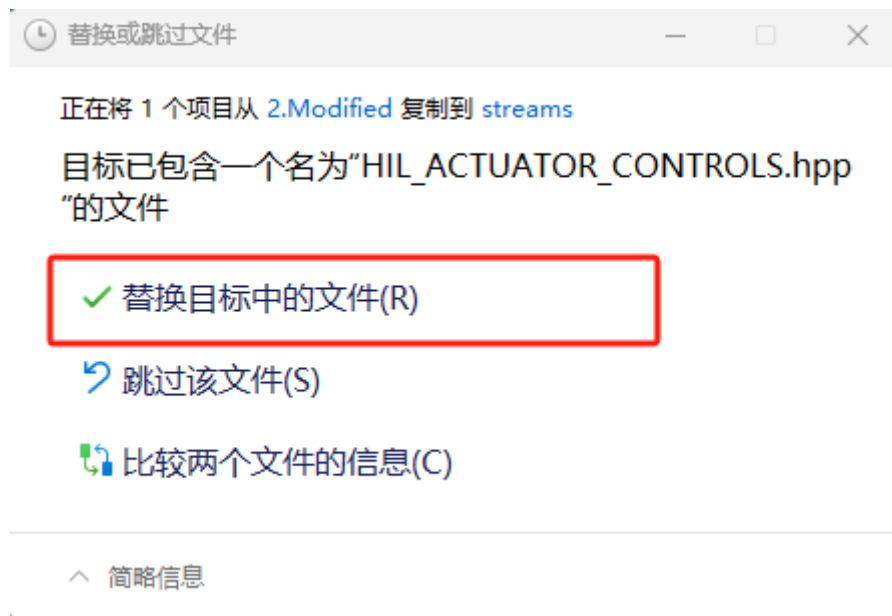 替换或跳过文件
正在将 1 个项目从 2.Modified 复制到 streams
目标已包含一个名为“HIL_ACTUATOR_CONTROLS.hpp
”的文件
替换目标中的文件(R)
跳过该文件(S)
比较两个文件的信息(C)
简略信息